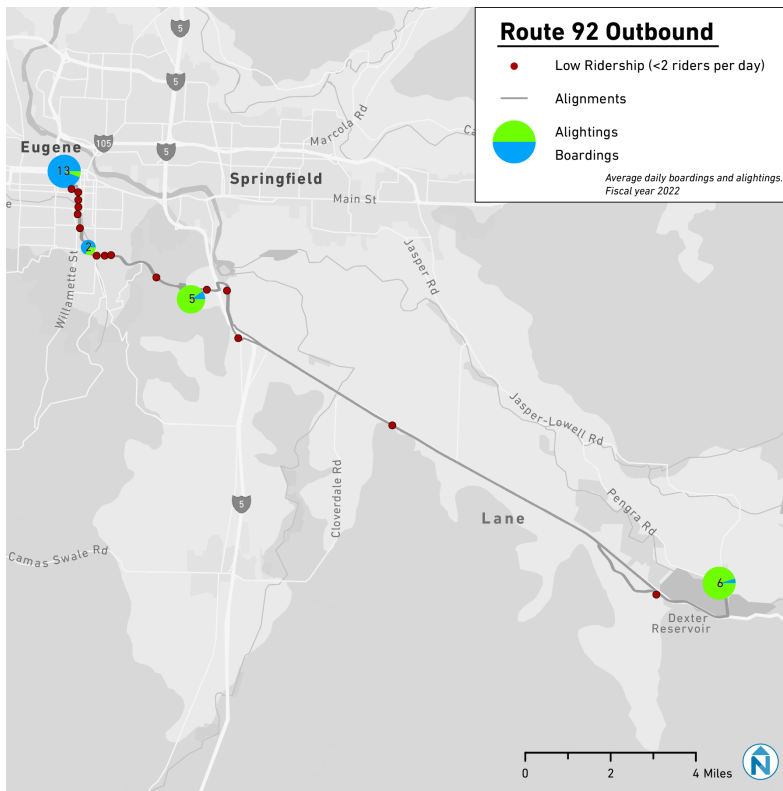 Route 92 Outbound
Low Ridership (<2 riders per day)
Alignments
Alightings
Boardings
Average daily boardings and alightings.
Fiscal year 2022
5
5
Marcola Rd
Ca
105
5
Eugene
13
Springfield
Main St
e
2
Willamette St
Jasper Rd
5
Jasper-Lowell Rd
Cloverdale Rd
5
Pengra Rd
Lane
Camas Swale Rd
6
Dexter
Reservoir
0 2 4 Miles
N